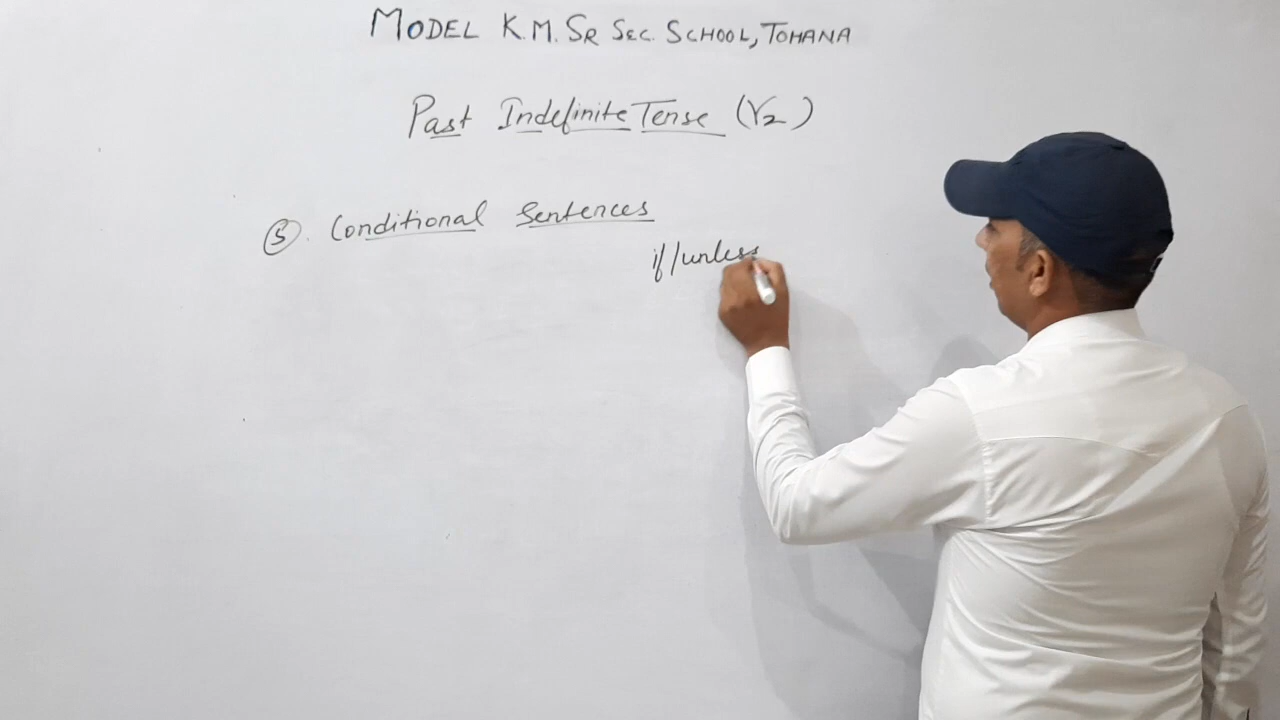 MODEL K.M. SR SEC. SCHOOL, TOHANA
Past Indefinite Tense (V2)
5. Conditional Sentences
if/unless